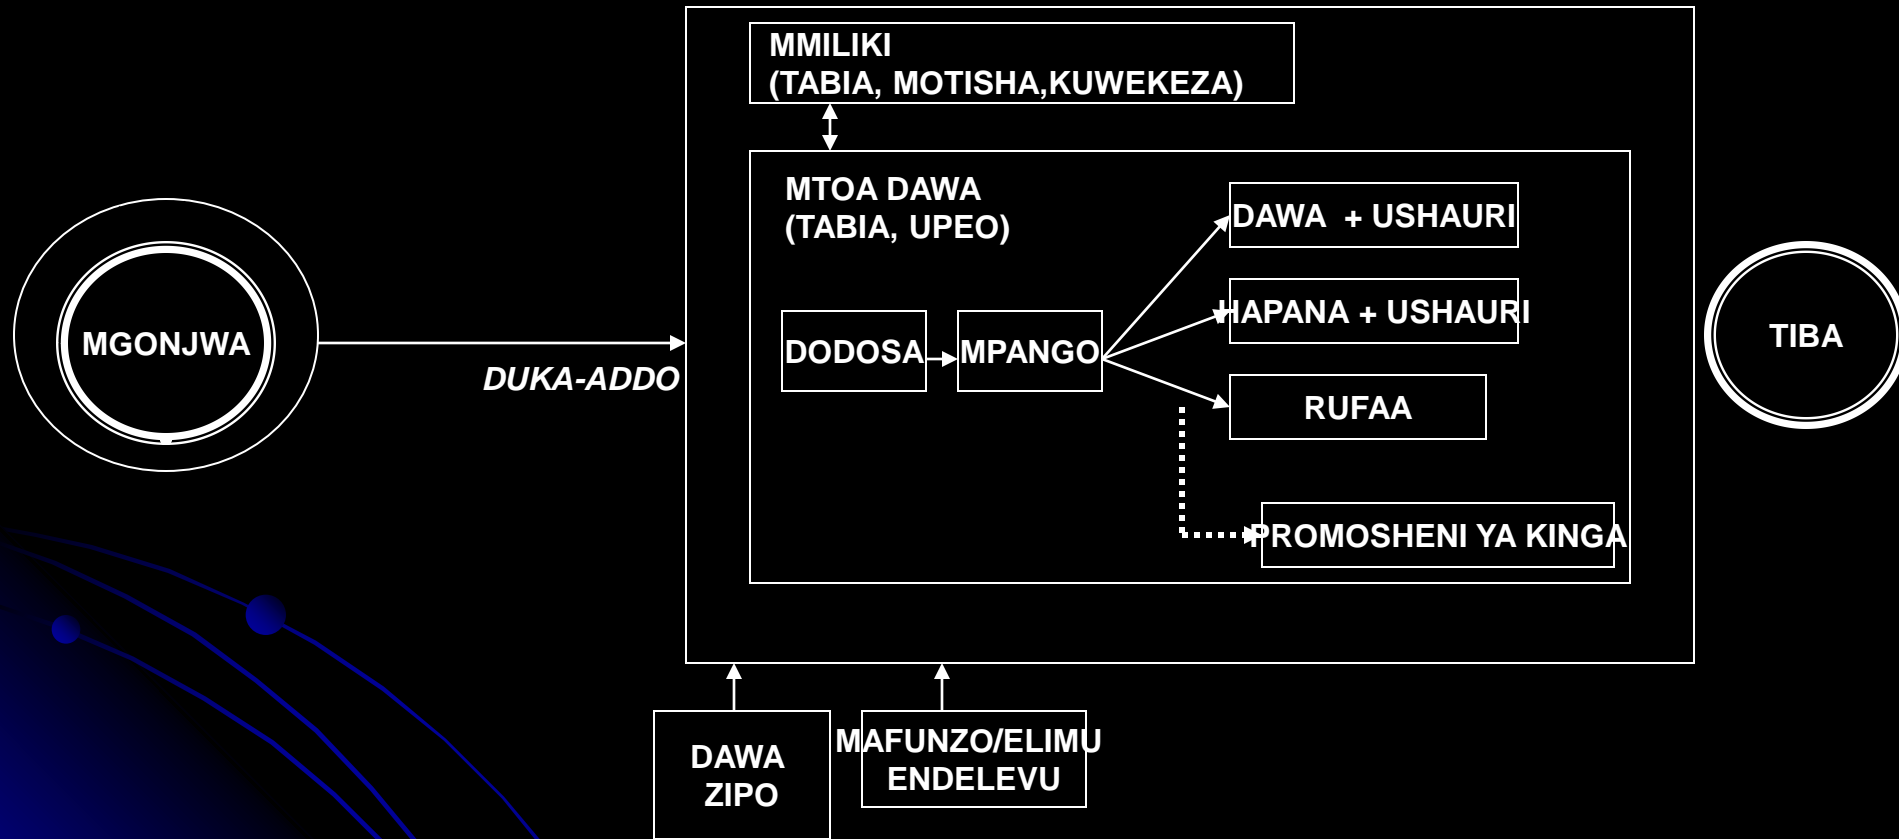 MMILIKI
(TABIA, MOTISHA,KUWEKEZA)
MTOA DAWA
(TABIA, UPEO)
DAWA + USHAURI
HAPANA + USHAURI
MGONJWA
DUKA-ADDO
DODOSA
MPANGO
RUFAA
TIBA
PROMOSHENI YA KINGA
DAWA
ZIPO
MAFUNZO/ELIMU
ENDELEVU